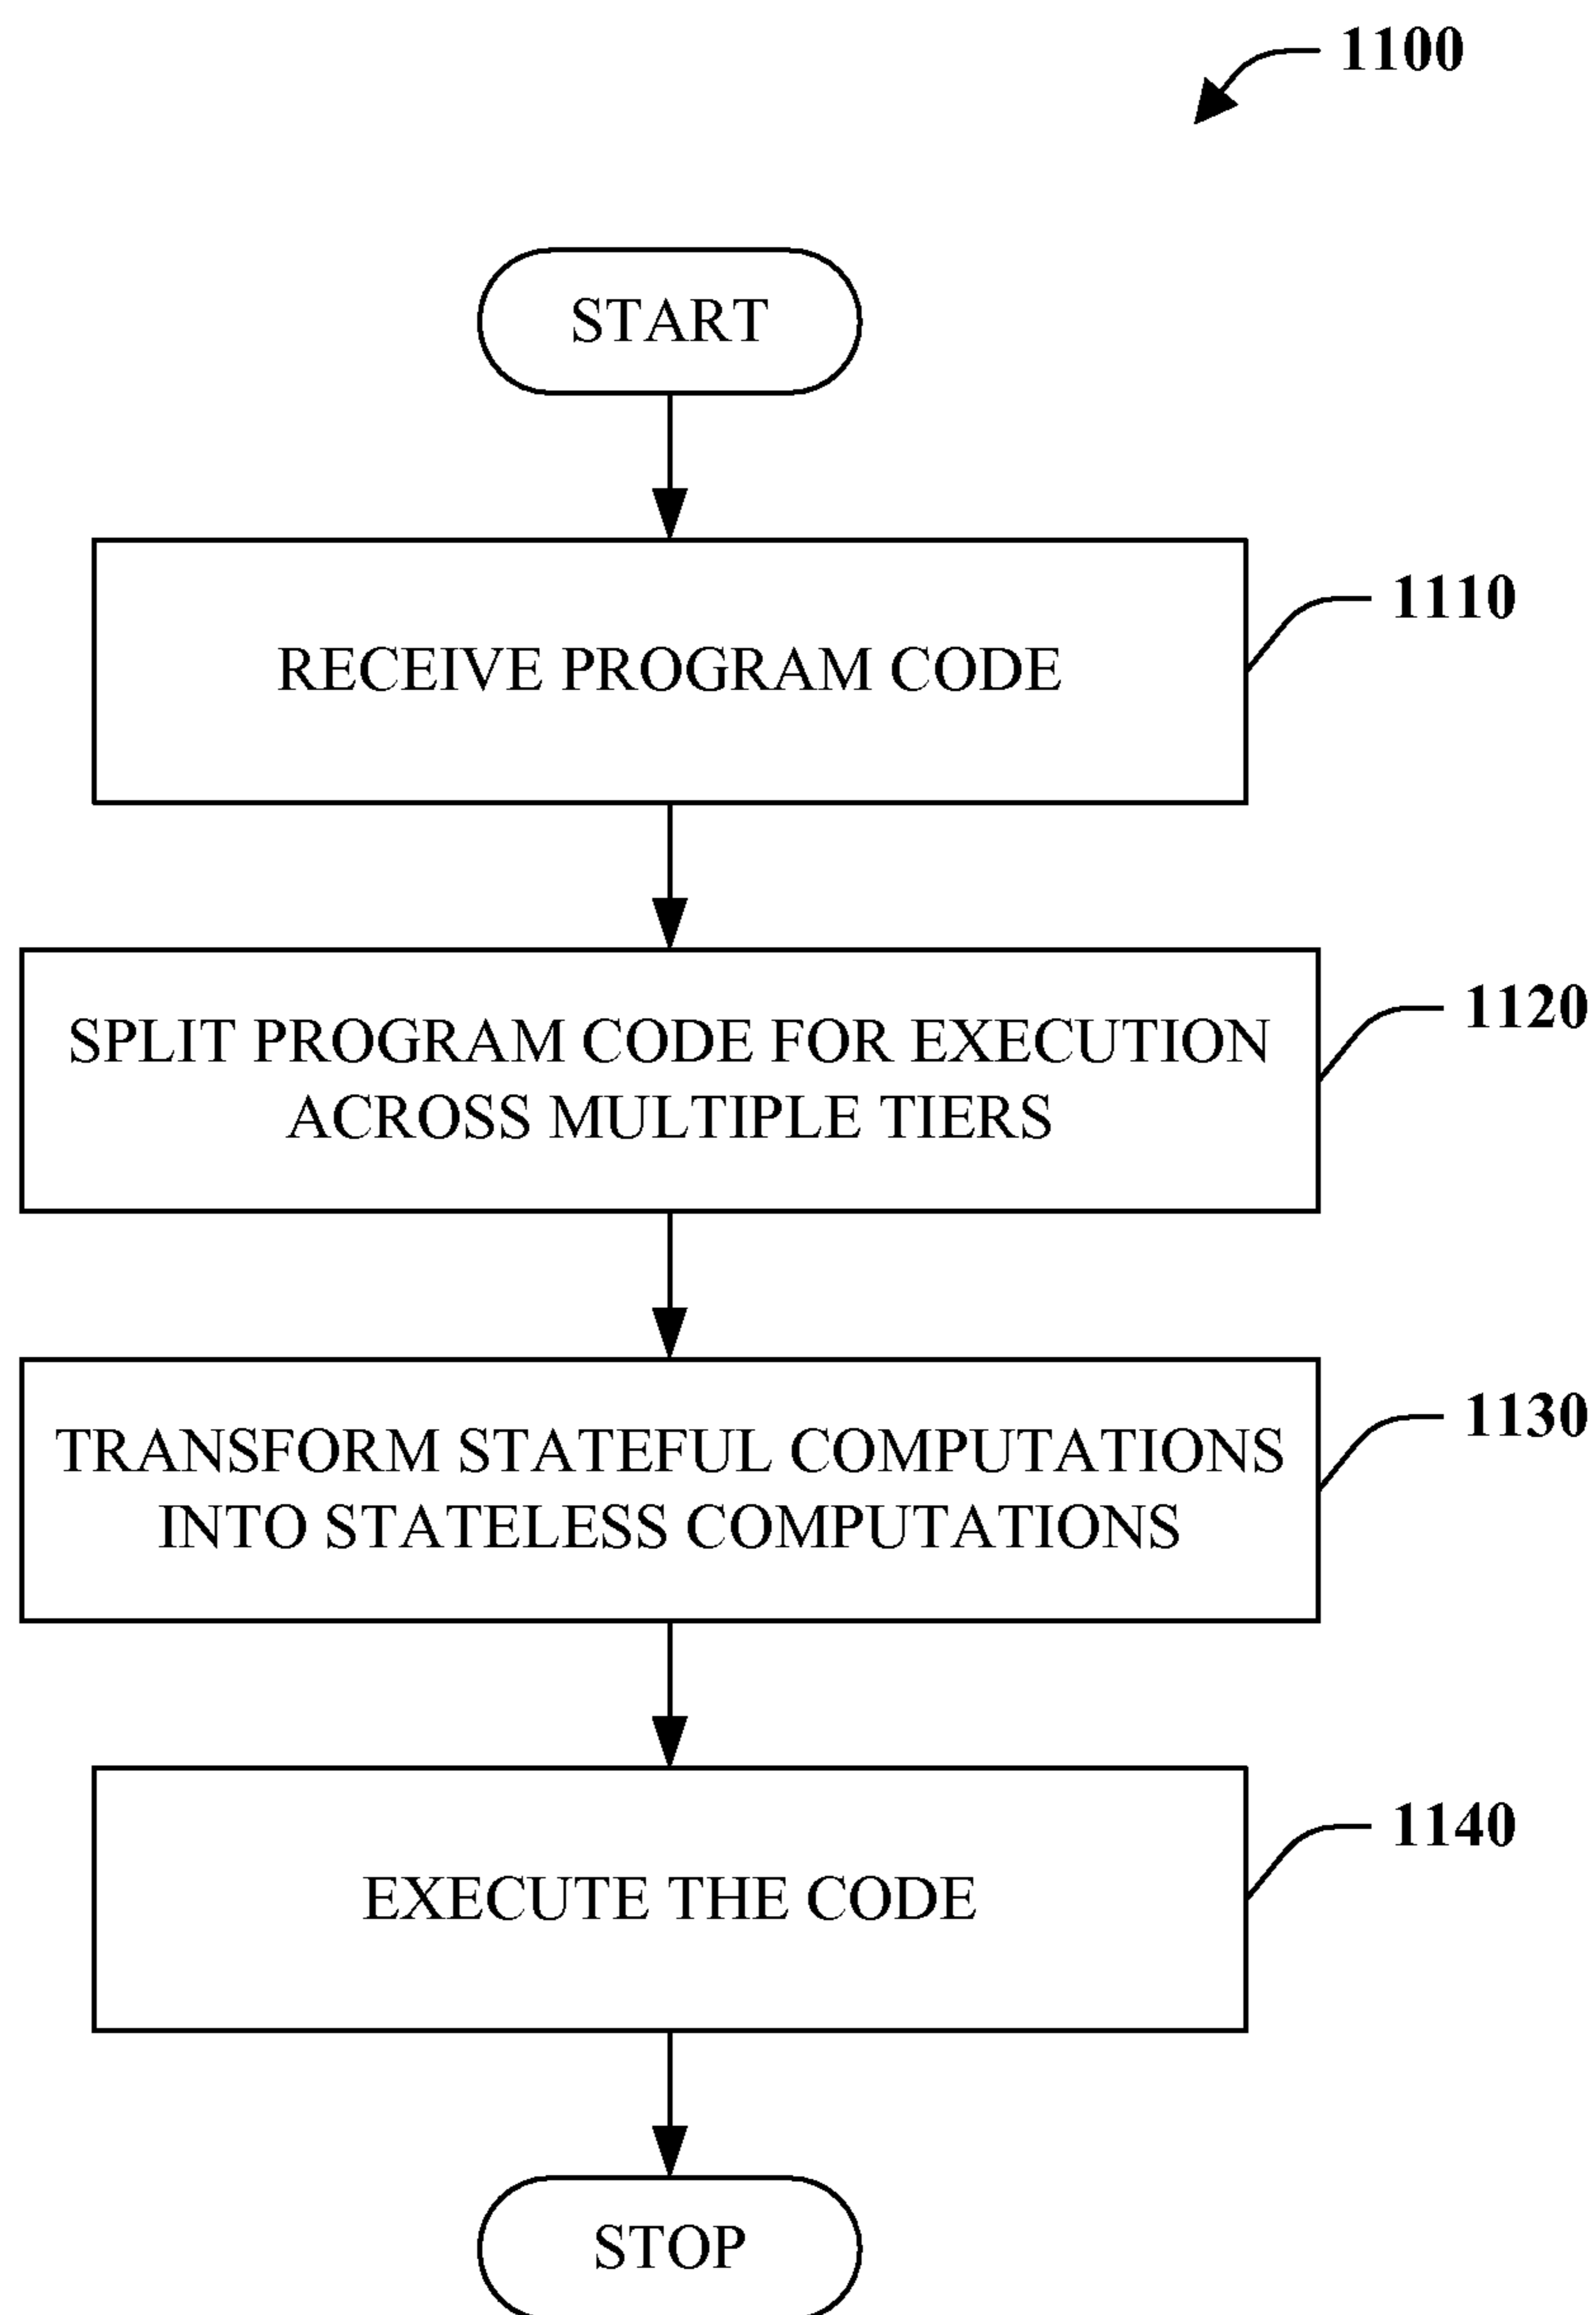 1100
START
1110
RECEIVE PROGRAM CODE
1120
SPLIT PROGRAM CODE FOR EXECUTION
ACROSS MULTIPLE TIERS
1130
TRANSFORM STATEFUL COMPUTATIONS
INTO STATELESS COMPUTATIONS
1140
EXECUTE THE CODE
STOP